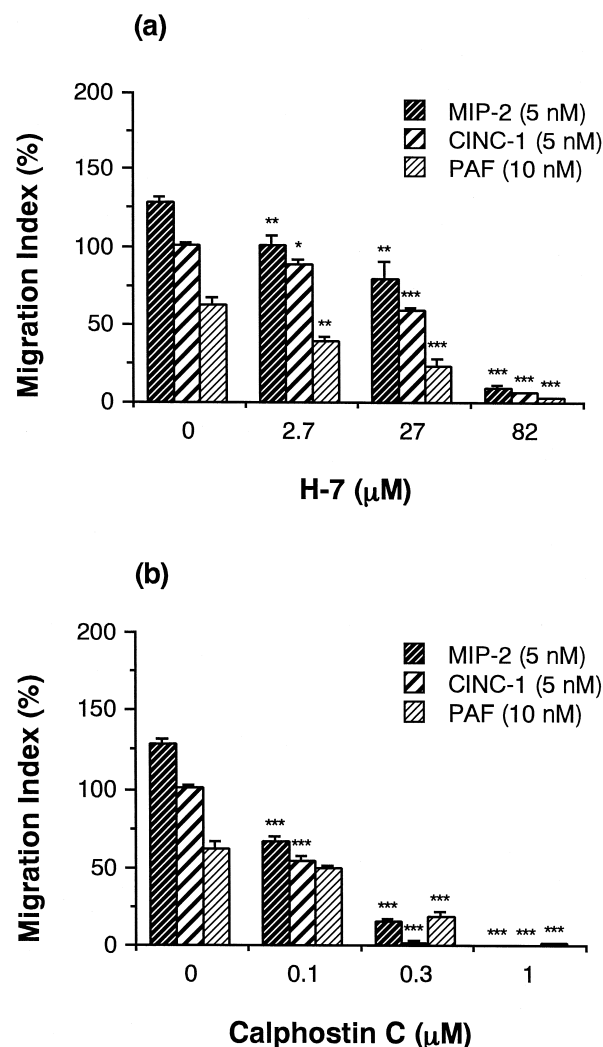 (a)
200
150
100
50
0
Migration Index (%)
MIP-2 (5 nM)
CINC-1 (5 nM)
PAF (10 nM)
** * **
** *** ***
*** *** ***
0 2.7 27 82
H-7 (μM)
(b)
200
150
100
50
0
Migration Index (%)
MIP-2 (5 nM)
CINC-1 (5 nM)
PAF (10 nM)
*** ***
*** *** ***
*** *** ***
0 0.1 0.3 1
Calphostin C (μM)